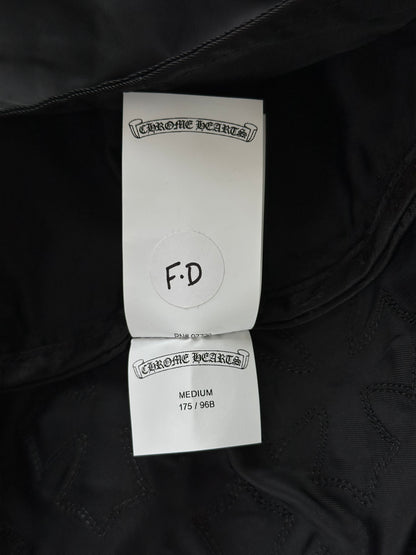 CHROME HEARTS
F.D
CHROME HEARTS
MEDIUM
175 / 96B